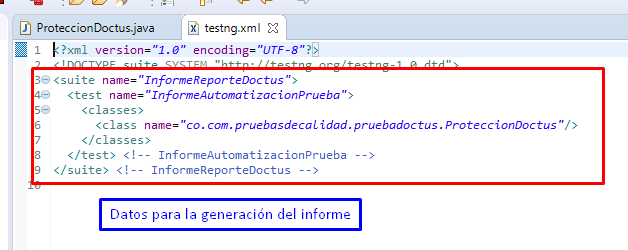 ProteccionDoctus.java testng.xml
1 <?xml version="1.0" encoding="UTF-8"?>
2 <!DOCTYPE suite SYSTEM "http://testng.org/testng-1.0.dtd">
3 <suite name="InformeReporteDoctus">
4 <test name="InformeAutomatizacionPrueba">
5 <classes>
6 <class name="co.com.pruebasdecalidad.pruebadoctus.ProteccionDoctus"/>
7 </classes>
8 </test> <!-- InformeAutomatizacionPrueba -->
9 </suite> <!-- InformeReporteDoctus -->
10
Datos para la generación del informe